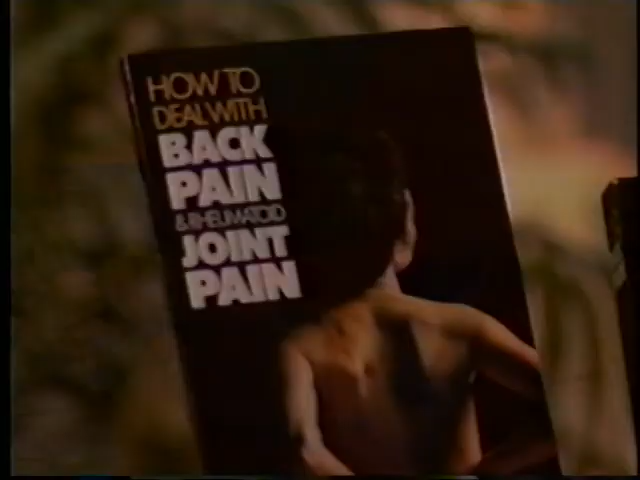 HOW TO
DEAL WITH
BACK
PAIN
& RHEUMATOID
JOINT
PAIN